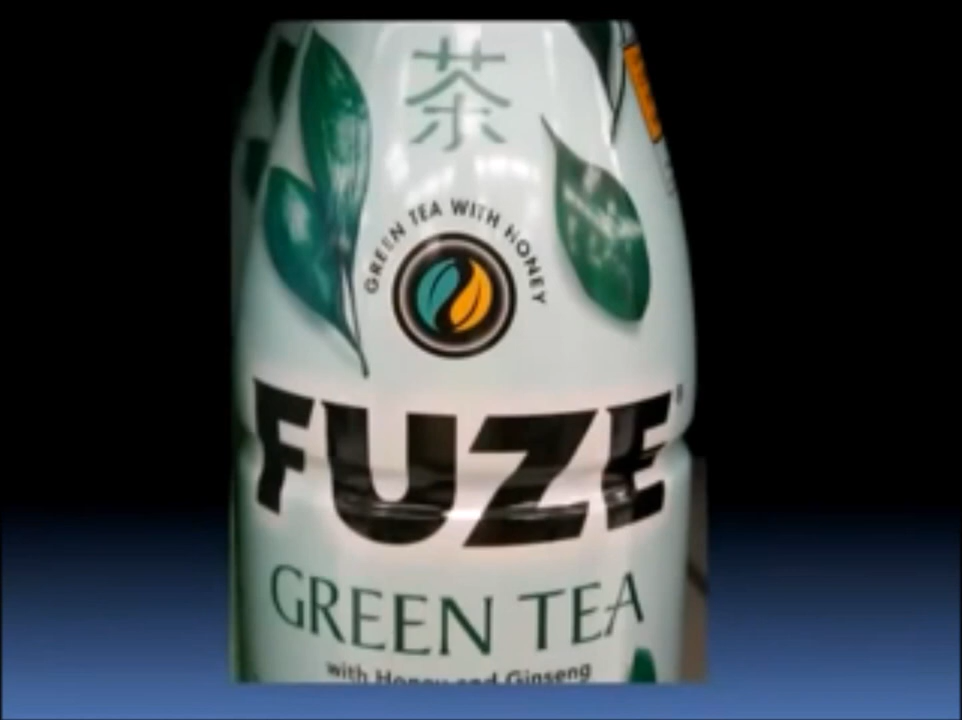 茶
GREEN TEA WITH HONEY
FUZE
GREEN TEA
with Honey and Ginseng